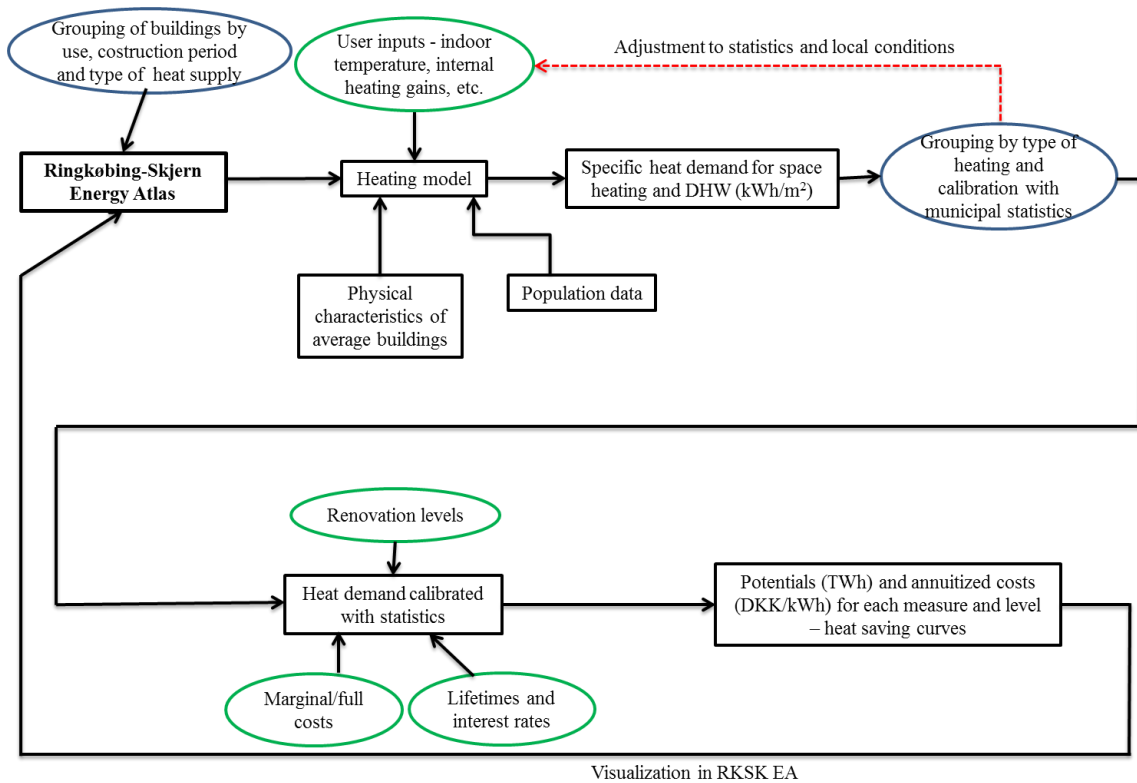 Grouping of buildings by
use, costruction period
and type of heat supply
User inputs - indoor
temperature, internal
heating gains, etc.
Adjustment to statistics and local conditions
Ringkøbing-Skjern
Energy Atlas
Heating model
Specific heat demand for space
heating and DHW (kWh/m²)
Grouping by type of
heating and
calibration with
municipal statistics
Physical
characteristics of
average buildings
Population data
Renovation levels
Heat demand calibrated
with statistics
Potentials (TWh) and annuitized costs
(DKK/kWh) for each measure and level
– heat saving curves
Marginal/full
costs
Lifetimes and
interest rates
Visualization in RKSK EA